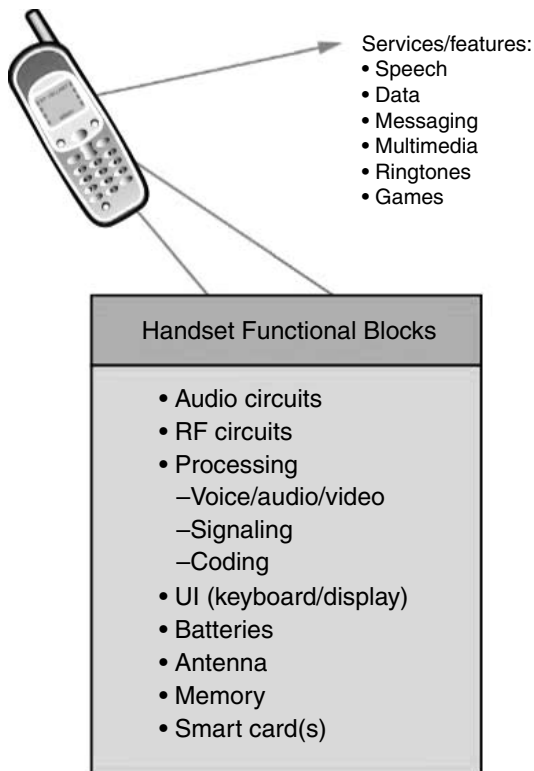 Services/features:
• Speech
• Data
• Messaging
• Multimedia
• Ringtones
• Games
Handset Functional Blocks
• Audio circuits
• RF circuits
• Processing
–Voice/audio/video
–Signaling
–Coding
• UI (keyboard/display)
• Batteries
• Antenna
• Memory
• Smart card(s)